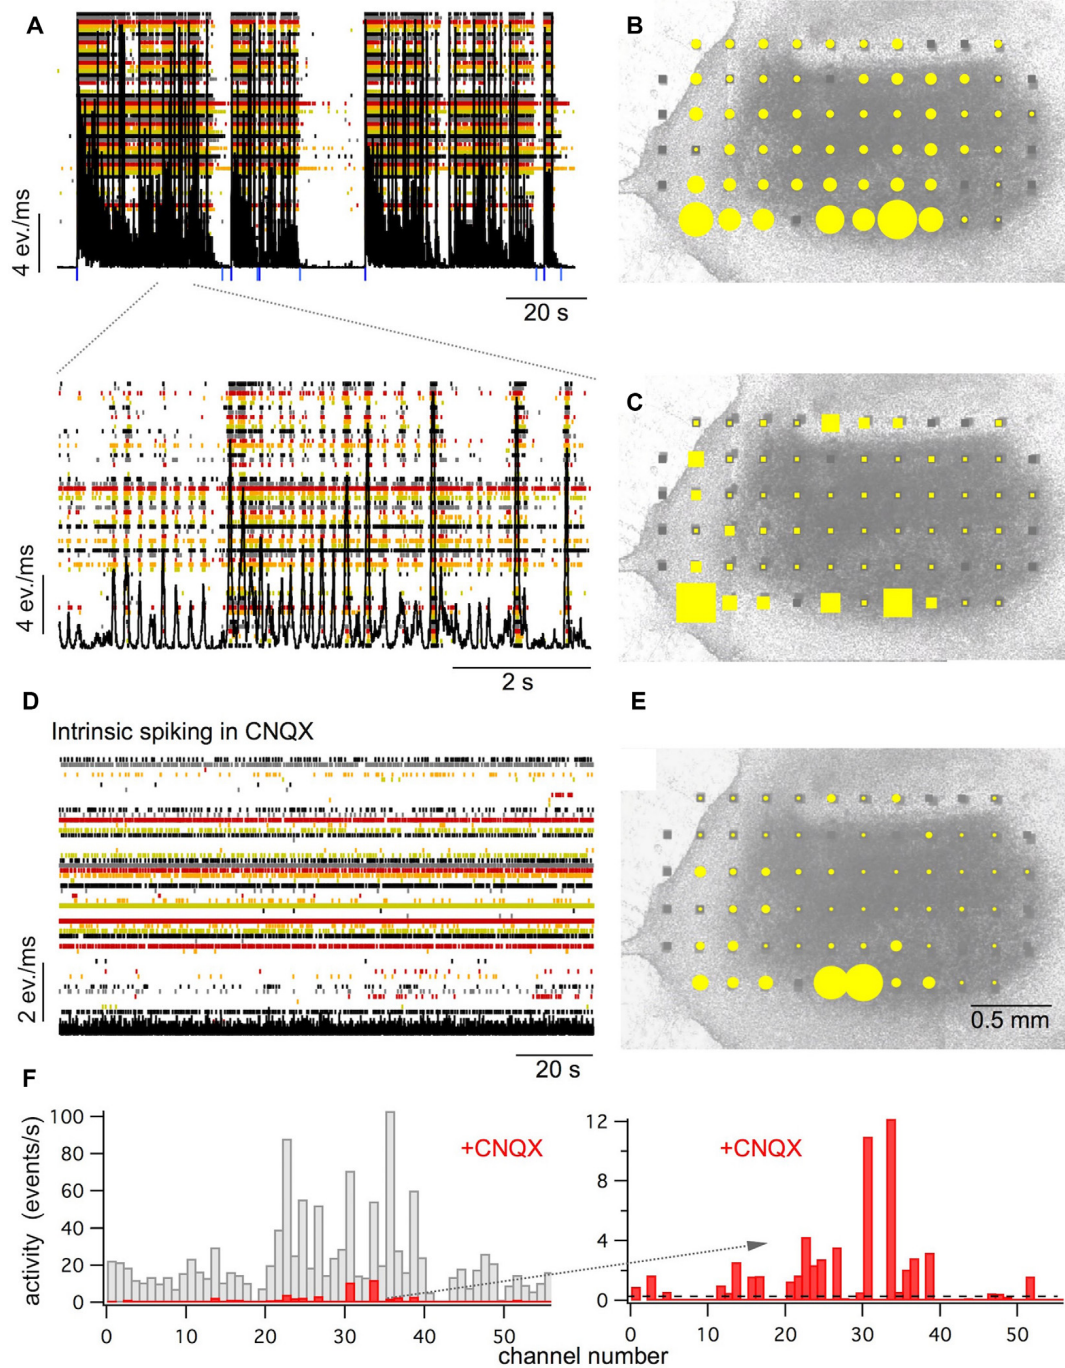 A
4 ev./ms
20 s
B
4 ev./ms
2 s
C
D
Intrinsic spiking in CNQX
2 ev./ms
20 s
E
0.5 mm
F
activity (events/s)
100
80
60
40
20
0
+CNQX
0 10 20 30 40 50
12
8
4
0
+CNQX
0 10 20 30 40 50
channel number